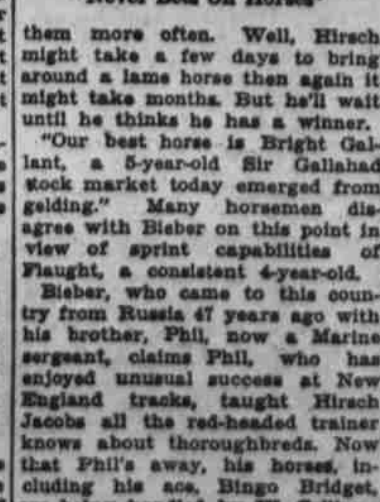 Never Bets On Horses
them more often. Well, Hirsch
might take a few days to bring
around a lame horse then again it
might take months. But he'll wait
until he thinks he has a winner.
"Our best horse is Bright Gal-
lant, a 5-year-old Sir Gallahad
stock market today emerged from
gelding." Many horsemen dis-
agree with Bieber on this point in
view of sprint capabilities of
Flaught, a consistent 4-year-old.
Bieber, who came to this coun-
try from Russia 47 years ago with
his brother, Phil, now a Marine
sergeant, claims Phil, who has
enjoyed unusual success at New
England tracks, taught Hirsch
Jacobs all the red-headed trainer
knows about thoroughbreds. Now
that Phil's away, his horses, in-
cluding his ace, Bingo Bridget,